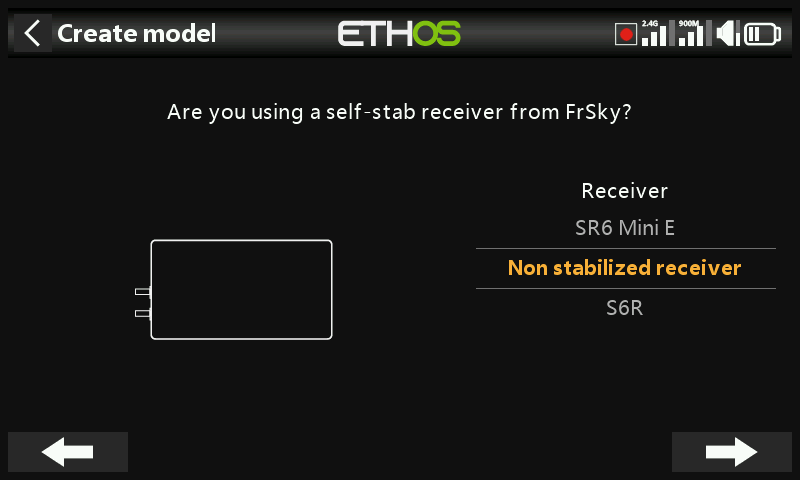 Create model
ETHOS
2.4G
900M
Are you using a self-stab receiver from FrSky?
Receiver
SR6 Mini E
Non stabilized receiver
S6R